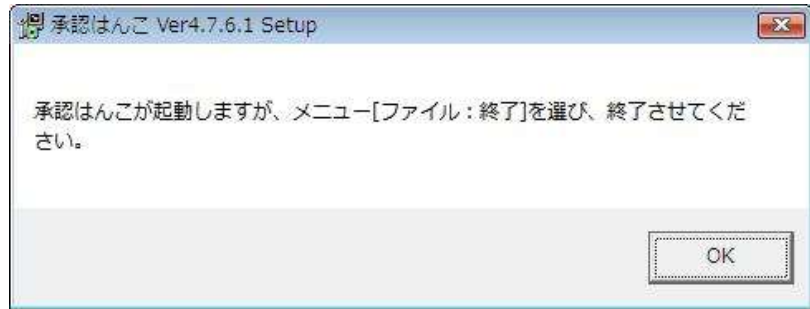 承認はんこ Ver4.7.6.1 Setup
承認はんこが起動しますが、メニュー[ファイル：終了]を選び、終了させてくだ
さい。
OK